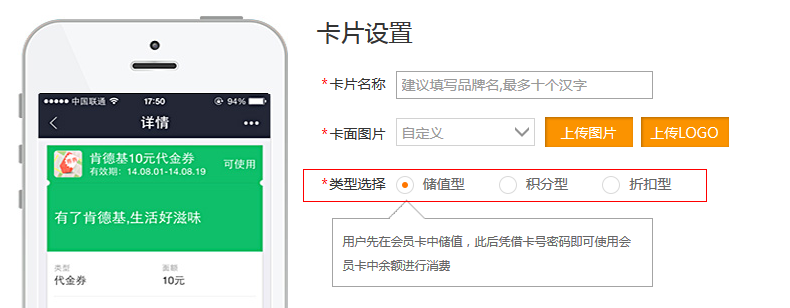 卡片设置
*卡片名称 建议填写品牌名,最多十个汉字
*卡面图片 自定义 上传图片 上传LOGO
*类型选择 储值型 积分型 折扣型
用户先在会员卡中储值，此后凭借卡号密码即可使用会
员卡中余额进行消费
中国联通 17:50 94%
详情
肯德基10元代金券 可使用
有效期：14.08.01-14.08.19
有了肯德基,生活好滋味
类型 面额
代金券 10元